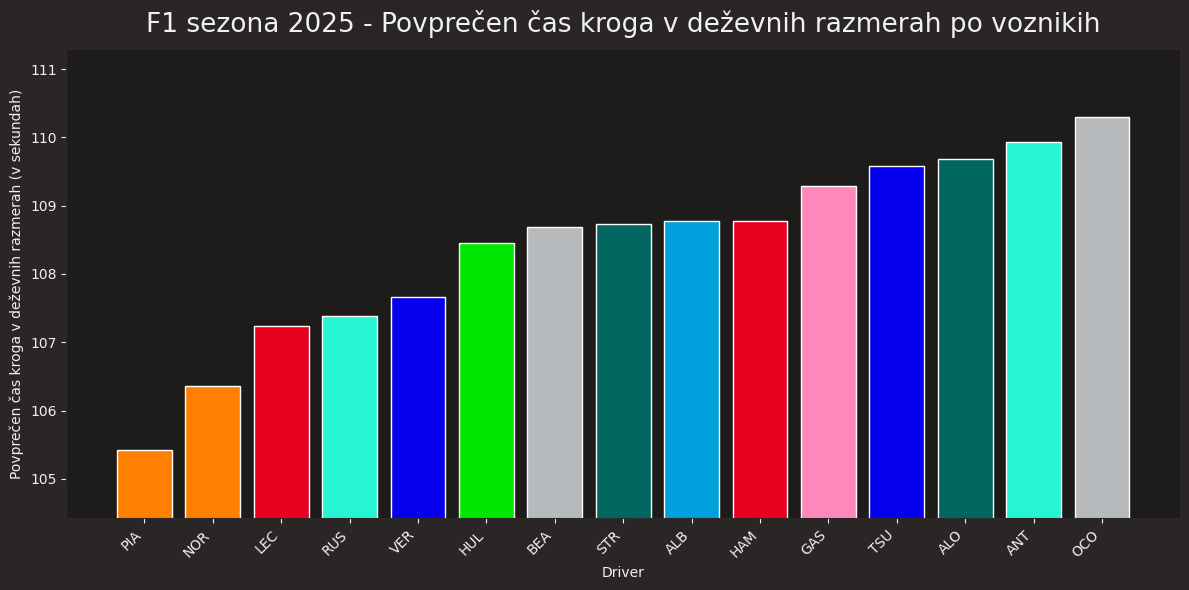 F1 sezona 2025 - Povprečen čas kroga v deževnih razmerah po voznikih
Povprečen čas kroga v deževnih razmerah (v sekundah)
111
110
109
108
107
106
105
PIA
NOR
LEC
RUS
VER
HUL
BEA
STR
ALB
HAM
GAS
TSU
ALO
ANT
OCO
Driver